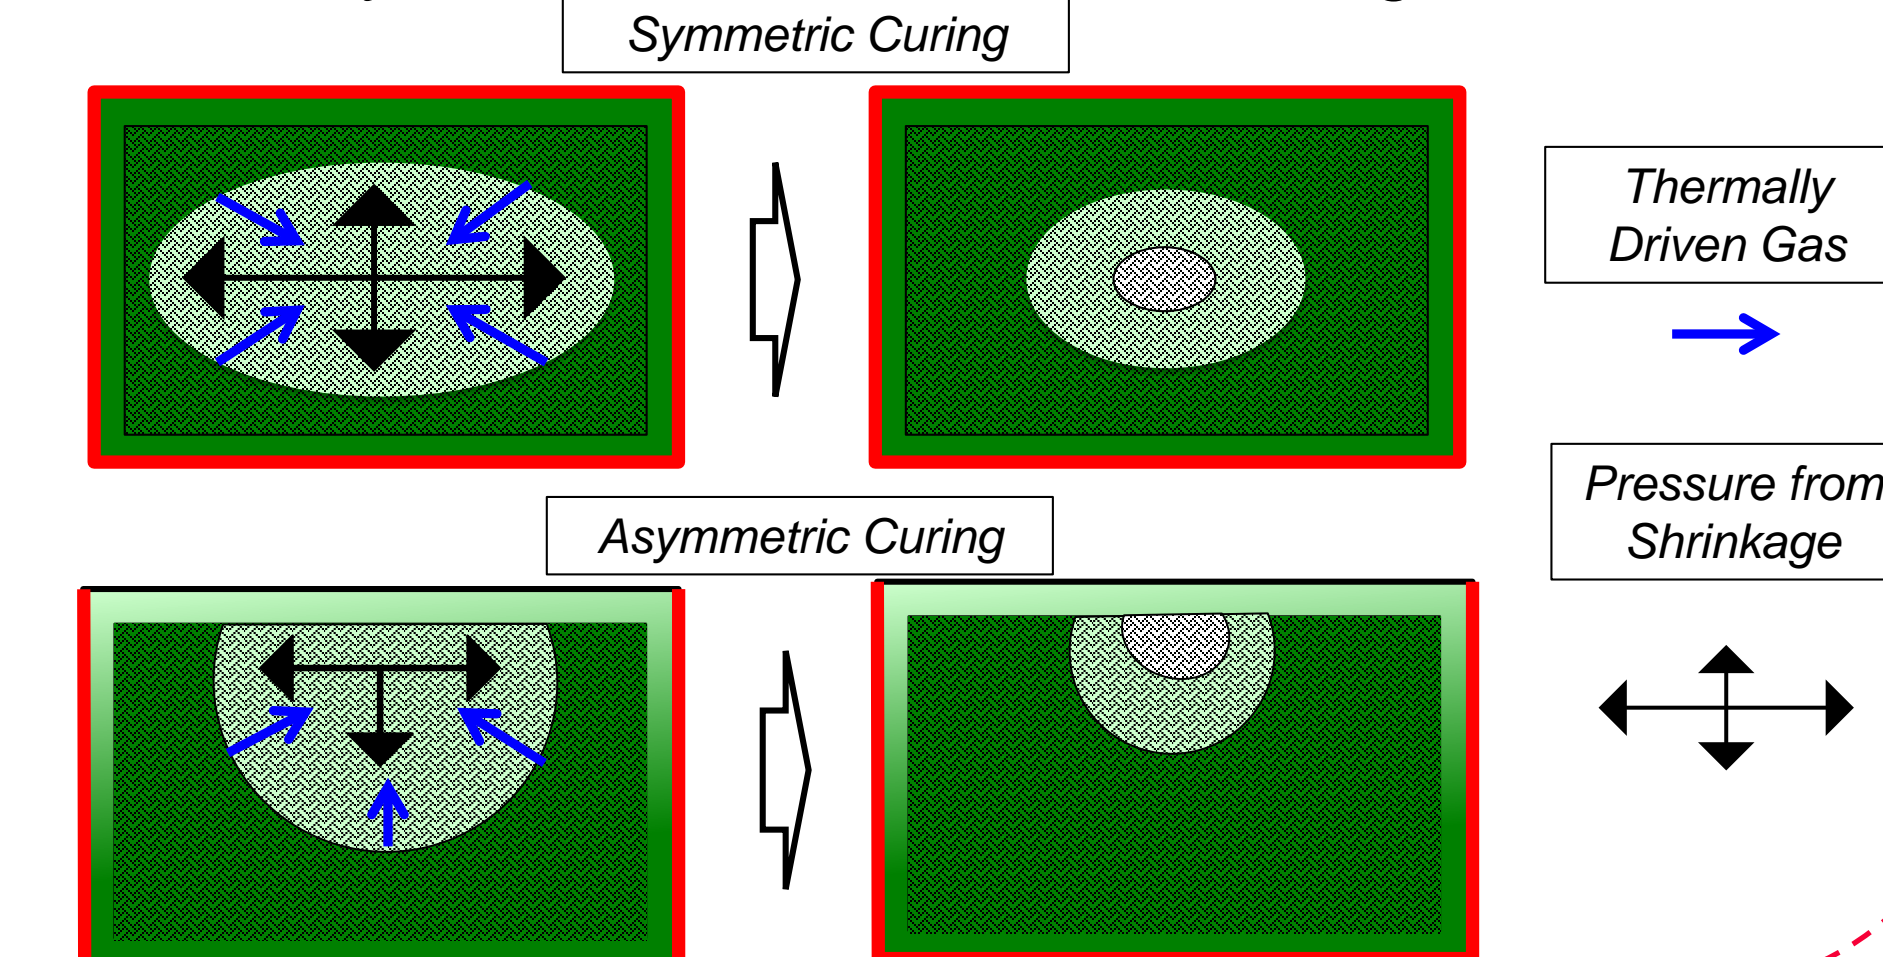 Symmetric Curing
Thermally
Driven Gas
Pressure from
Shrinkage
Asymmetric Curing